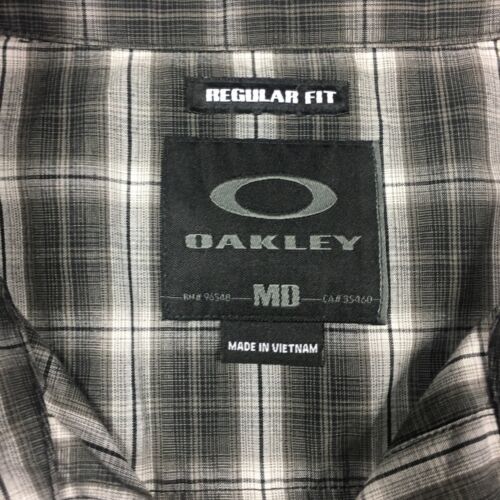 REGULAR FIT
OAKLEY
RN# 96548 MD CA# 35460
MADE IN VIETNAM